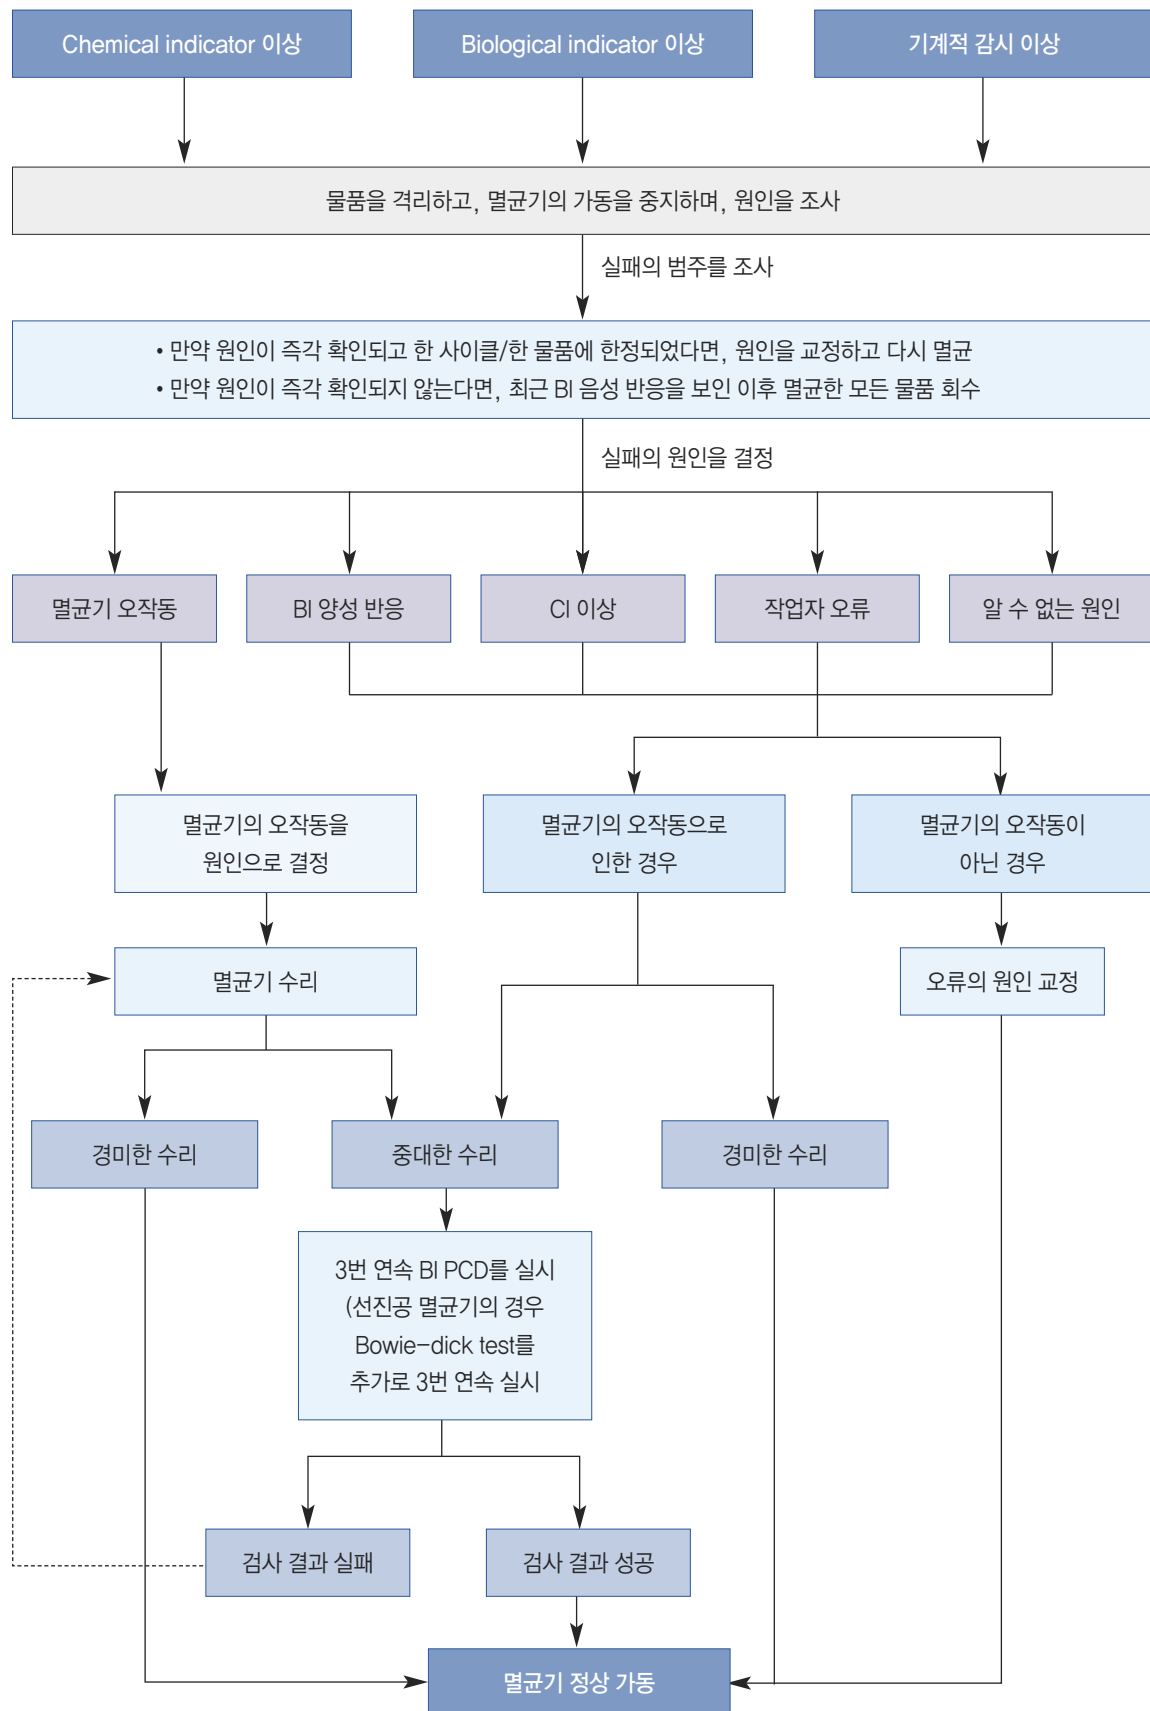 Chemical indicator 이상
Biological indicator 이상
기계적 감시 이상
물품을 격리하고, 멸균기의 가동을 중지하며, 원인을 조사
실패의 범주를 조사
• 만약 원인이 즉각 확인되고 한 사이클/한 물품에 한정되었다면, 원인을 교정하고 다시 멸균
• 만약 원인이 즉각 확인되지 않는다면, 최근 BI 음성 반응을 보인 이후 멸균한 모든 물품 회수
실패의 원인을 결정
멸균기 오작동
BI 양성 반응
CI 이상
작업자 오류
알 수 없는 원인
멸균기의 오작동을
원인으로 결정
멸균기의 오작동으로
인한 경우
멸균기의 오작동이
아닌 경우
멸균기 수리
오류의 원인 교정
경미한 수리
중대한 수리
경미한 수리
3번 연속 BI PCD를 실시
(선진공 멸균기의 경우
Bowie-dick test를
추가로 3번 연속 실시
검사 결과 실패
검사 결과 성공
멸균기 정상 가동